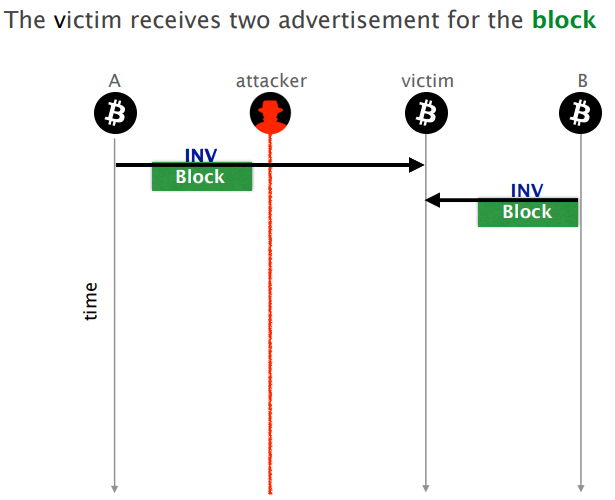 The victim receives two advertisement for the block
A
attacker
victim
B
INV
Block
INV
Block
time